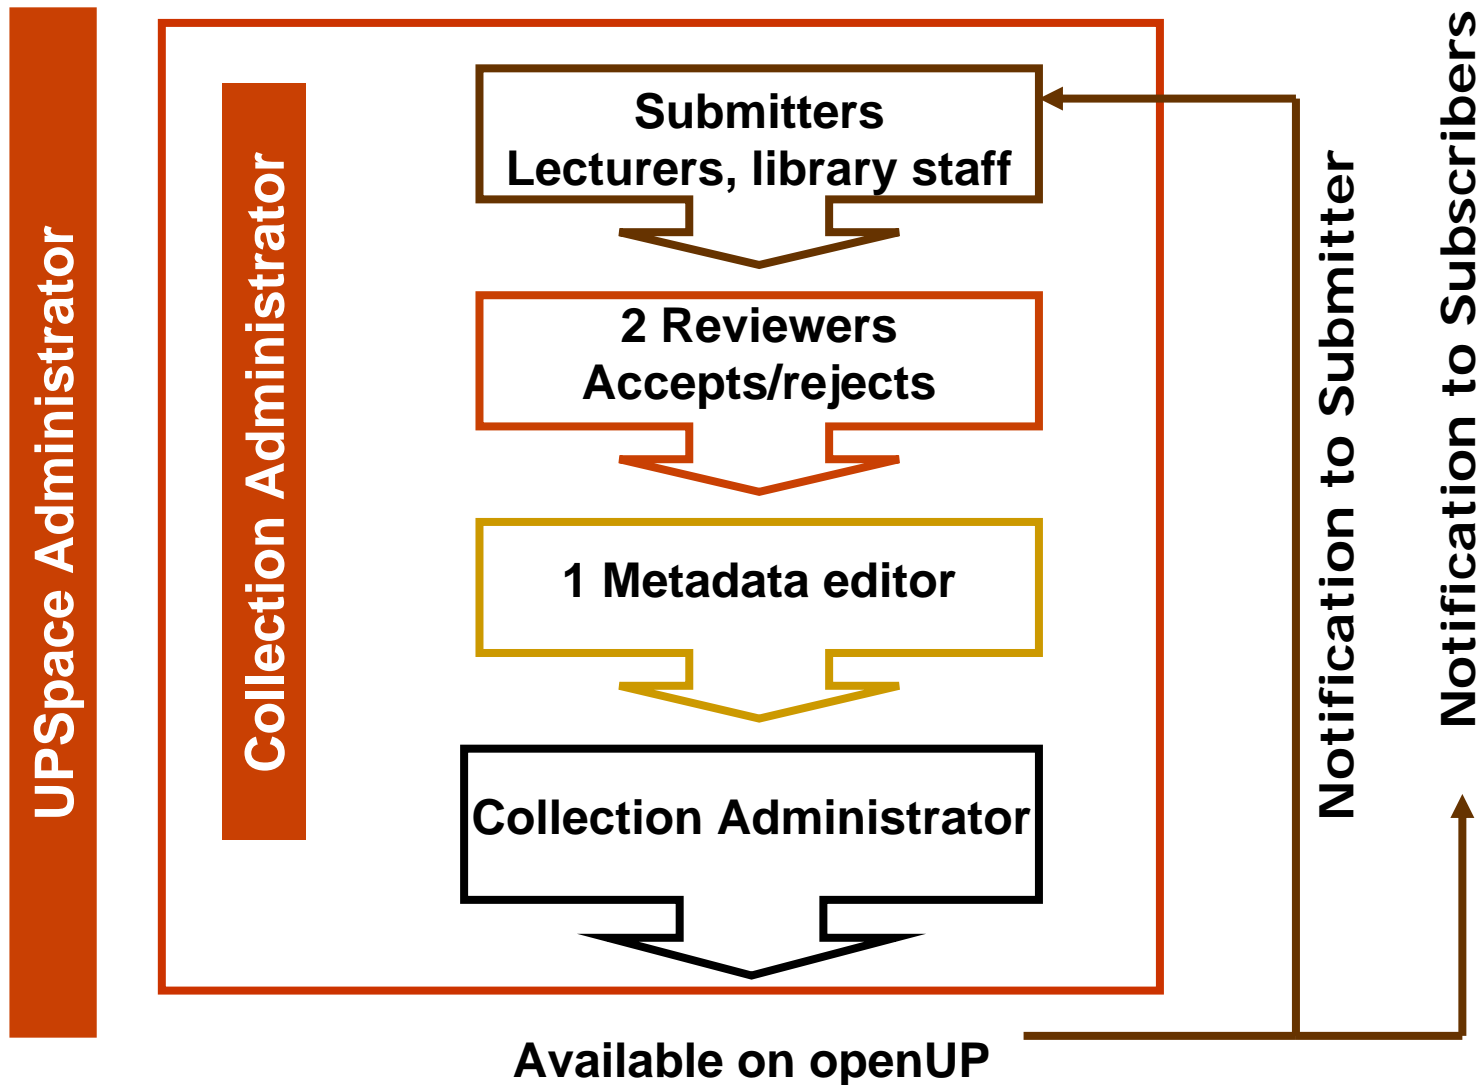 UPSpace Administrator
Collection Administrator
Submitters
Lecturers, library staff
2 Reviewers
Accepts/rejects
1 Metadata editor
Collection Administrator
Available on openUP
Notification to Submitter
Notification to Subscribers